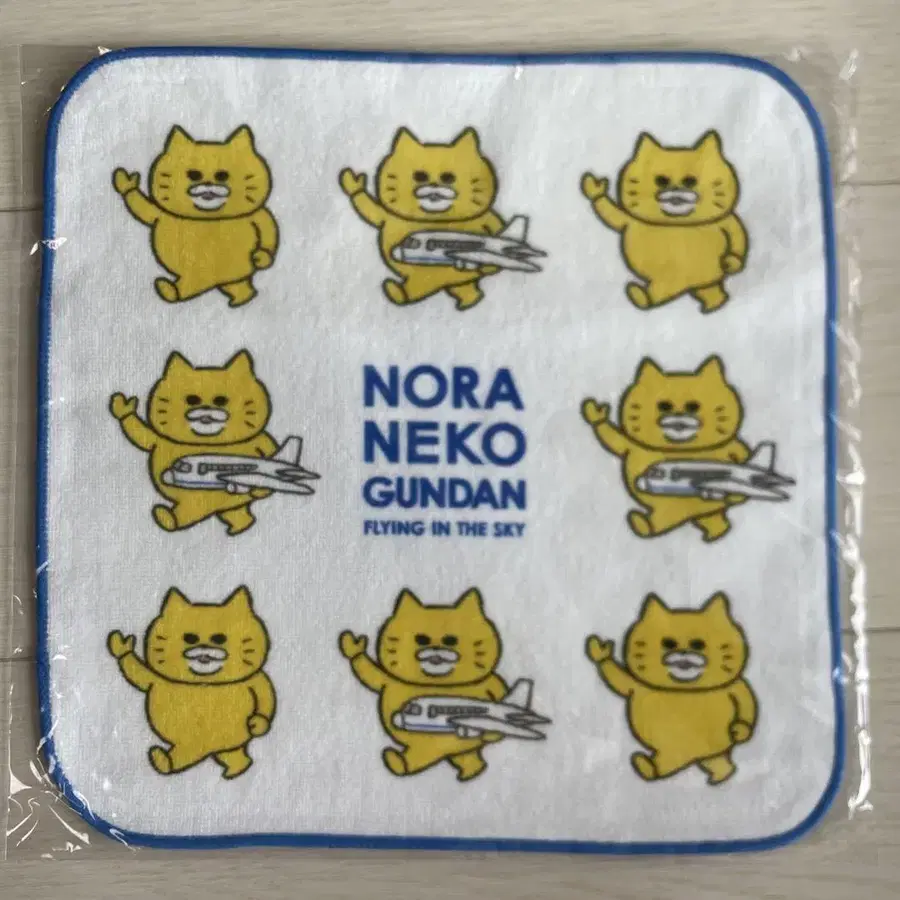 NORA
NEKO
GUNDAN
FLYING IN THE SKY